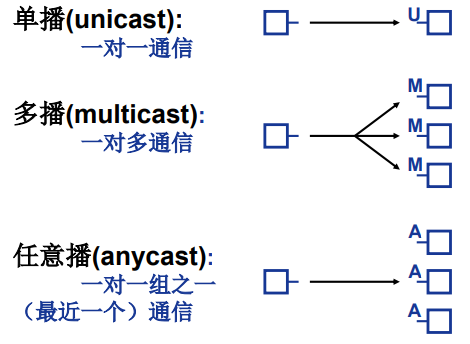 单播(unicast):
U
一对一通信
M
多播(multicast):
M
一对多通信
M
A
任意播(anycast):
A
一对一组之一
（最近一个）通信
A